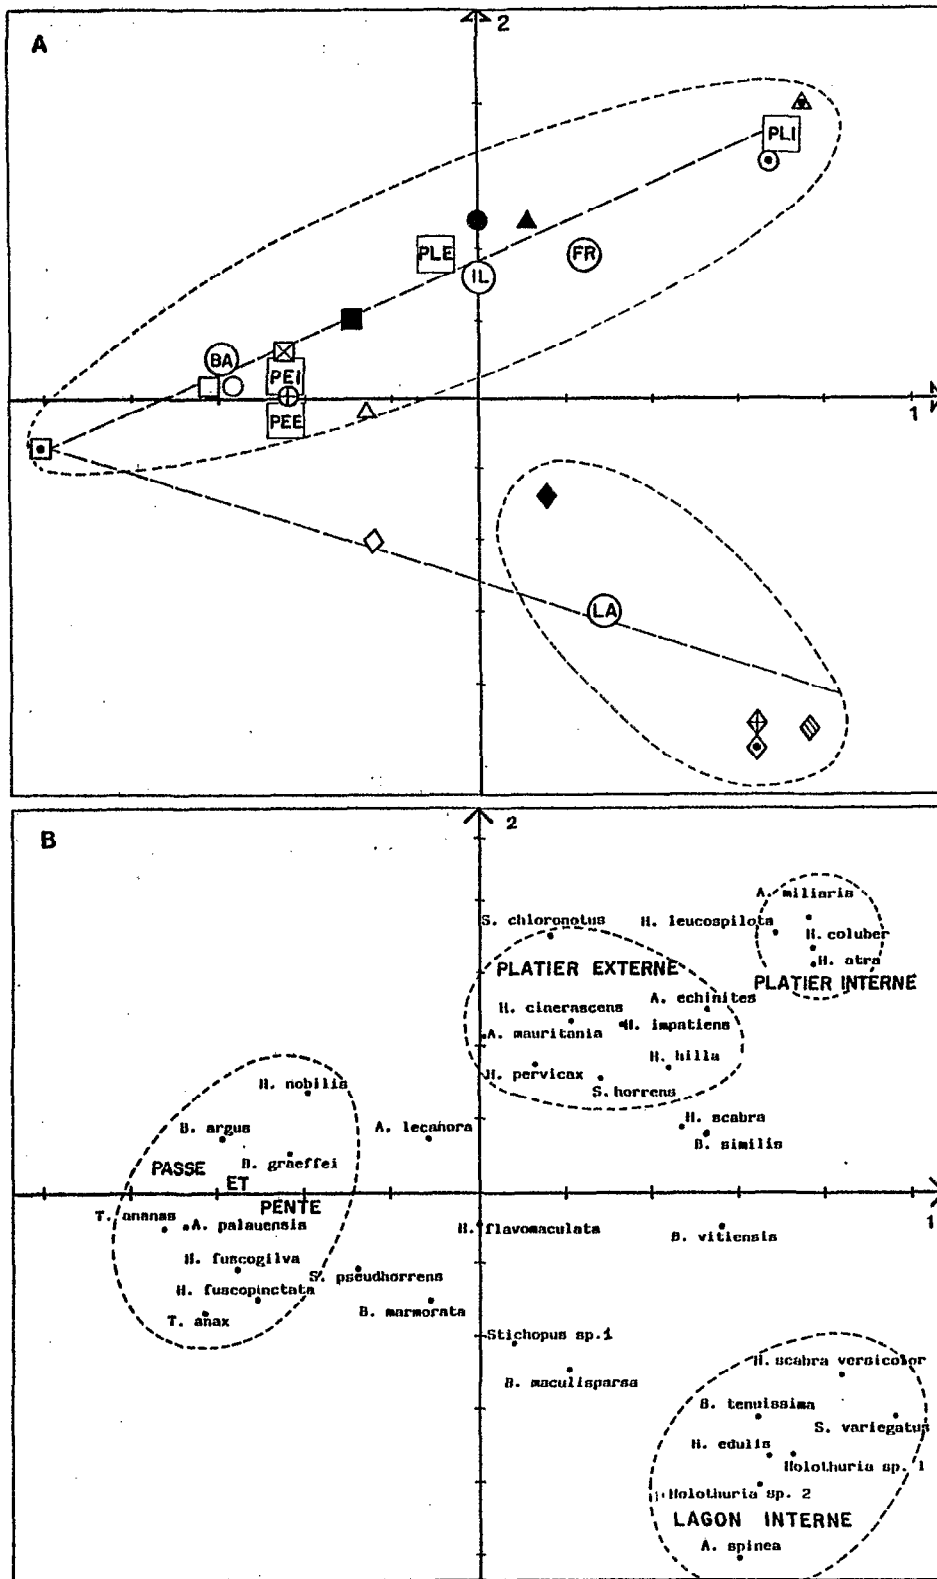 A
2
PLI
PLE
FR
IL
BA
PEI
PEE
1
LA
B
2
A. miliaris
S. chloronotus
H. leucospilota
H. coluber
H. atra
PLATIER EXTERNE
PLATIER INTERNE
A. echinites
H. cinerascens
H. impatiens
A. mauritania
H. hilla
H. pervicax
S. horrens
H. nobilis
H. scabra
B. argus
A. lecanora
B. similis
B. graeffei
PASSE
ET
PENTE
T. ananas
A. palauensis
H. flavomaculata
B. vitiensis
1
H. fuscogilva
S. pseudhorrens
H. fuscopinctata
B. marmorata
T. anax
Stichopus sp.1
B. maculisparsa
H. scabra versicolor
B. tenuissima
S. variegatus
H. edulis
Holothuria sp. 1
Holothuria sp. 2
LAGON INTERNE
A. spinea